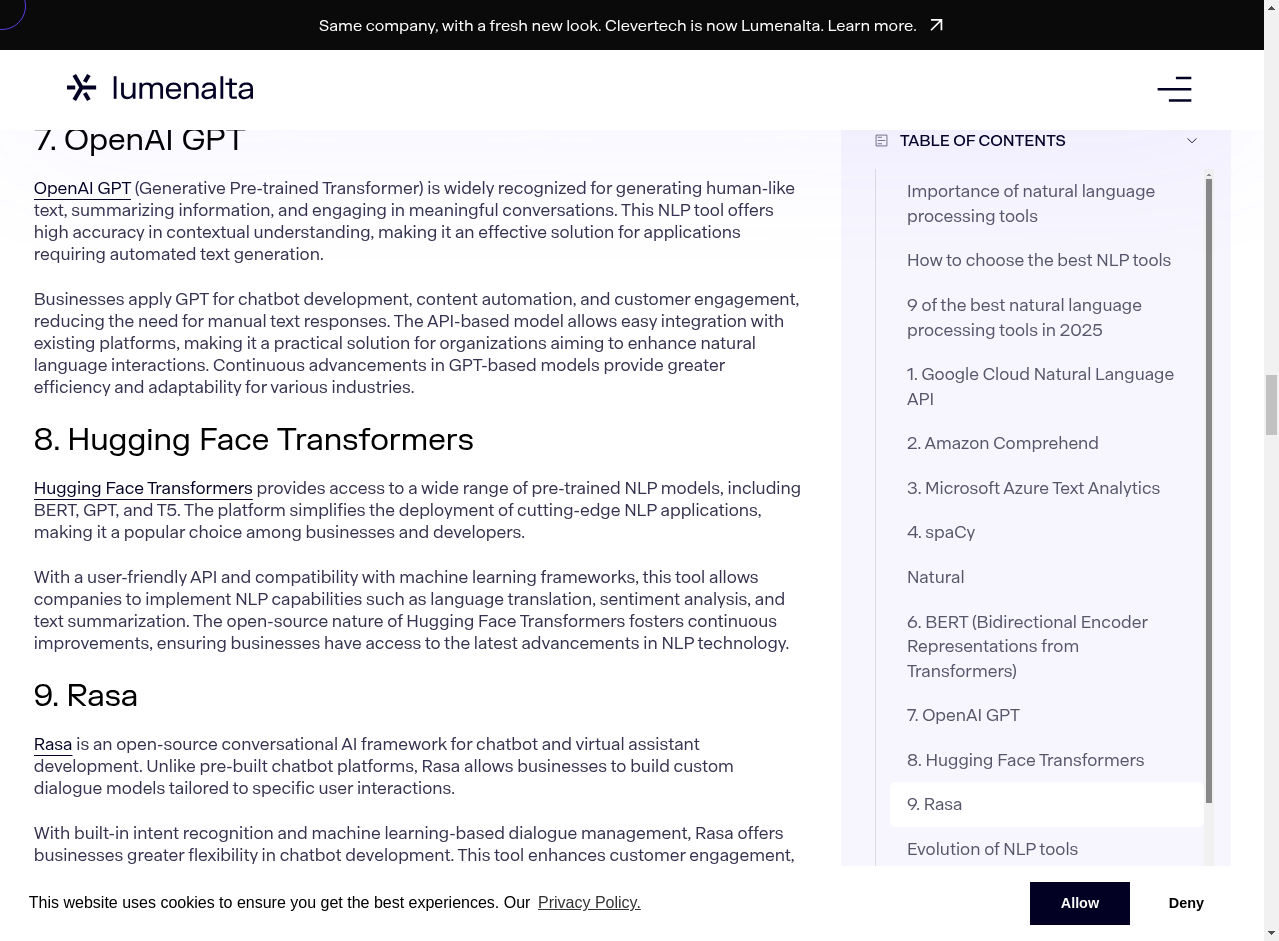 Same company, with a fresh new look. Clevertech is now Lumenalta. Learn more.
lumenalta
7. OpenAI GPT
OpenAI GPT (Generative Pre-trained Transformer) is widely recognized for generating human-like
text, summarizing information, and engaging in meaningful conversations. This NLP tool offers
high accuracy in contextual understanding, making it an effective solution for applications
requiring automated text generation.
Businesses apply GPT for chatbot development, content automation, and customer engagement,
reducing the need for manual text responses. The API-based model allows easy integration with
existing platforms, making it a practical solution for organizations aiming to enhance natural
language interactions. Continuous advancements in GPT-based models provide greater
efficiency and adaptability for various industries.
8. Hugging Face Transformers
Hugging Face Transformers provides access to a wide range of pre-trained NLP models, including
BERT, GPT, and T5. The platform simplifies the deployment of cutting-edge NLP applications,
making it a popular choice among businesses and developers.
With a user-friendly API and compatibility with machine learning frameworks, this tool allows
companies to implement NLP capabilities such as language translation, sentiment analysis, and
text summarization. The open-source nature of Hugging Face Transformers fosters continuous
improvements, ensuring businesses have access to the latest advancements in NLP technology.
9. Rasa
Rasa is an open-source conversational AI framework for chatbot and virtual assistant
development. Unlike pre-built chatbot platforms, Rasa allows businesses to build custom
dialogue models tailored to specific user interactions.
With built-in intent recognition and machine learning-based dialogue management, Rasa offers
businesses greater flexibility in chatbot development. This tool enhances customer engagement,
TABLE OF CONTENTS
Importance of natural language
processing tools
How to choose the best NLP tools
9 of the best natural language
processing tools in 2025
1. Google Cloud Natural Language
API
2. Amazon Comprehend
3. Microsoft Azure Text Analytics
4. spaCy
Natural
6. BERT (Bidirectional Encoder
Representations from
Transformers)
7. OpenAI GPT
8. Hugging Face Transformers
9. Rasa
Evolution of NLP tools
This website uses cookies to ensure you get the best experiences. Our Privacy Policy.
Allow
Deny